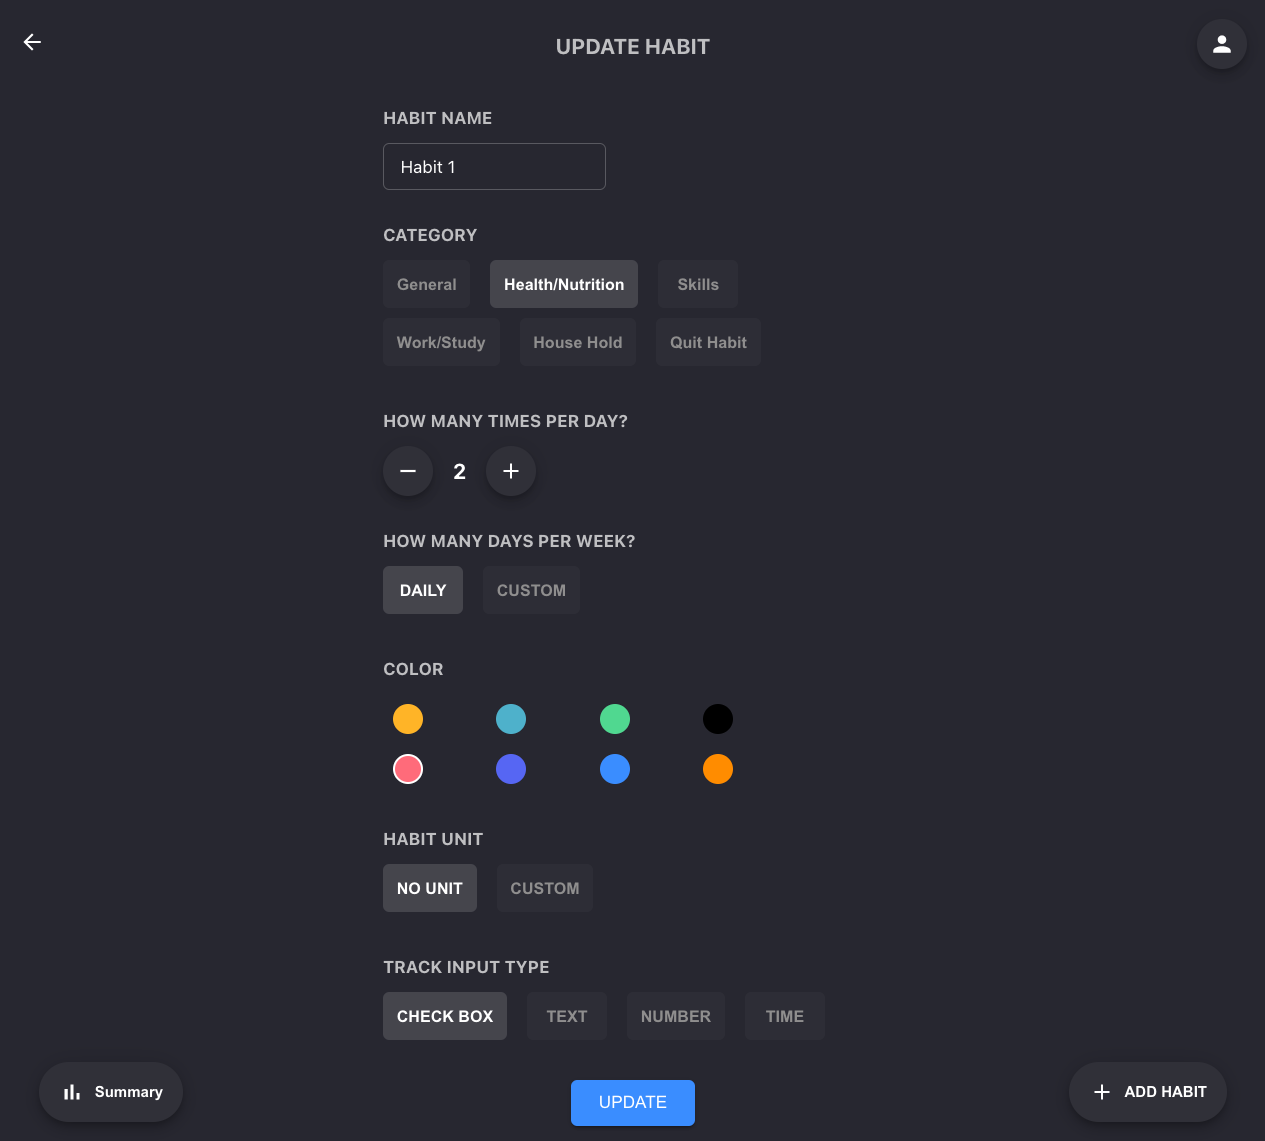 UPDATE HABIT
HABIT NAME
Habit 1
CATEGORY
General Health/Nutrition Skills
Work/Study House Hold Quit Habit
HOW MANY TIMES PER DAY?
2
HOW MANY DAYS PER WEEK?
DAILY CUSTOM
COLOR
HABIT UNIT
NO UNIT CUSTOM
TRACK INPUT TYPE
CHECK BOX TEXT NUMBER TIME
Summary UPDATE ADD HABIT